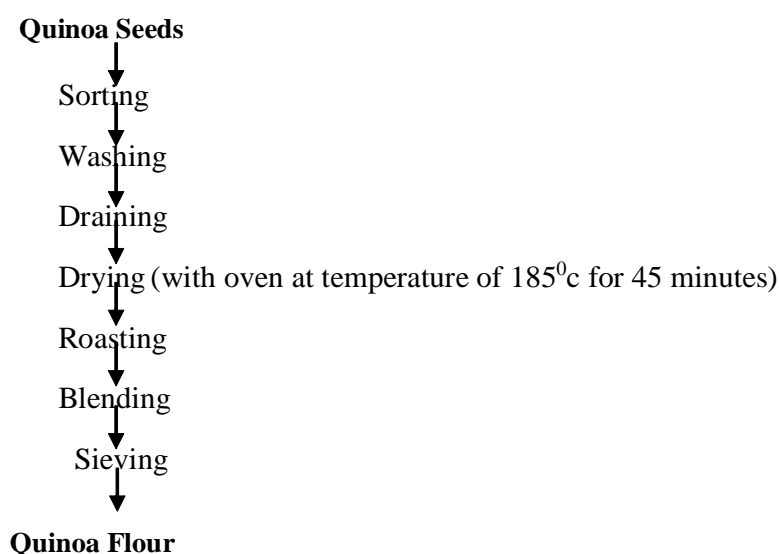 Quinoa Seeds
Sorting
Washing
Draining
Drying (with oven at temperature of 185⁰c for 45 minutes)
Roasting
Blending
Sieving
Quinoa Flour